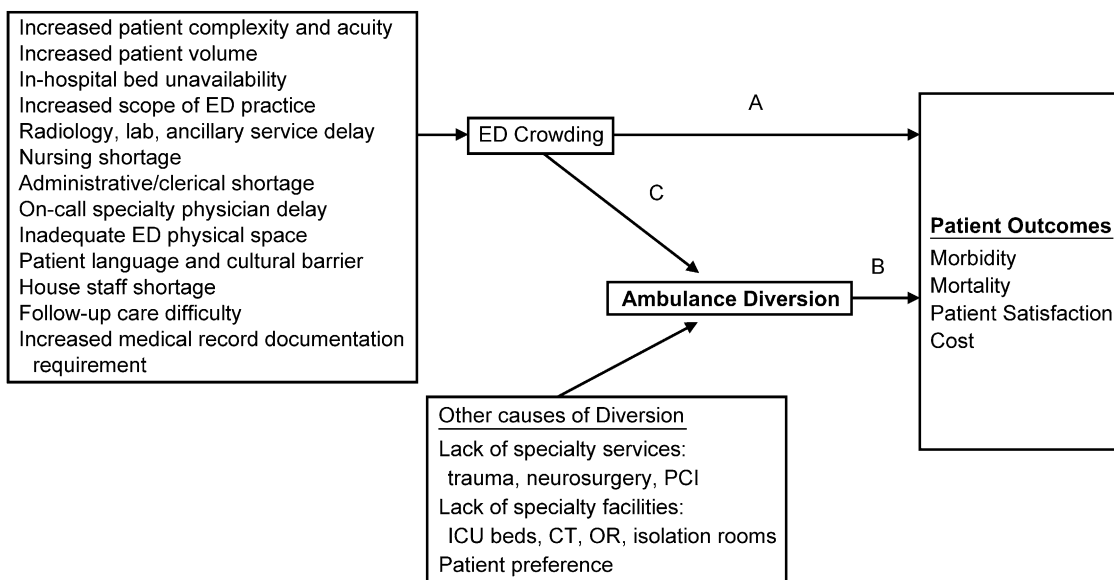 Increased patient complexity and acuity
Increased patient volume
In-hospital bed unavailability
Increased scope of ED practice
Radiology, lab, ancillary service delay
Nursing shortage
Administrative/clerical shortage
On-call specialty physician delay
Inadequate ED physical space
Patient language and cultural barrier
House staff shortage
Follow-up care difficulty
Increased medical record documentation
requirement
ED Crowding
A
C
Ambulance Diversion
B
Patient Outcomes
Morbidity
Mortality
Patient Satisfaction
Cost
Other causes of Diversion
Lack of specialty services:
trauma, neurosurgery, PCI
Lack of specialty facilities:
ICU beds, CT, OR, isolation rooms
Patient preference